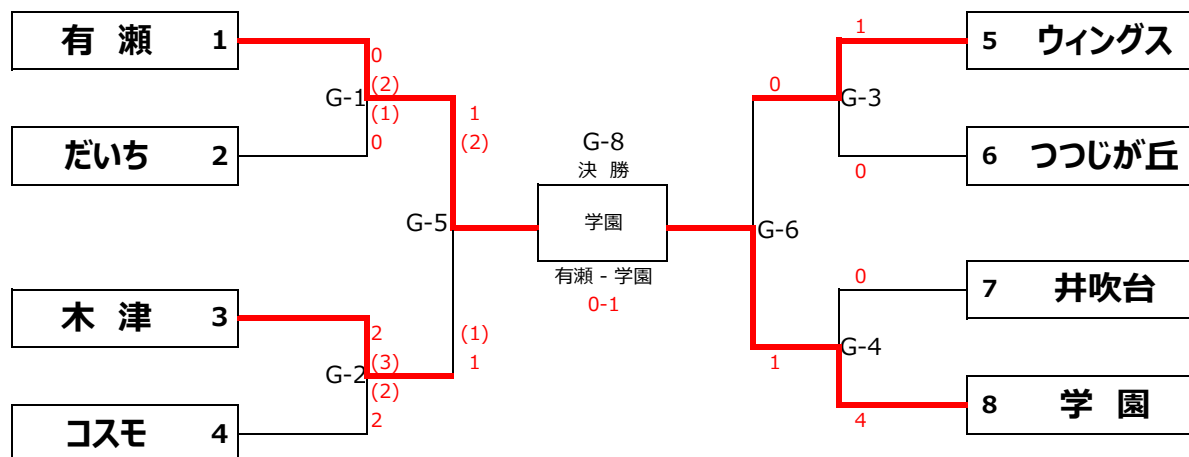 有 瀬 1
0
(2)
G-1
(1)
0
だいち 2
1
(2)
G-5
木 津 3
2
(3)
G-2
(2)
2
コスモ 4
(1)
1
G-8
決 勝
学園
有瀬 - 学園
0-1
1
5 ウィングス
0
G-3
6 つつじが丘
0
G-6
0
7 井吹台
G-4
1
8 学 園
4